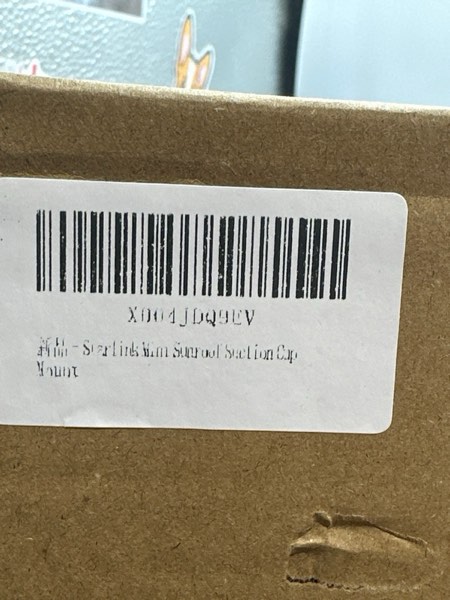 X004JDQ9EV
- Starlink Mini Sunroof Suction Cup
Mount